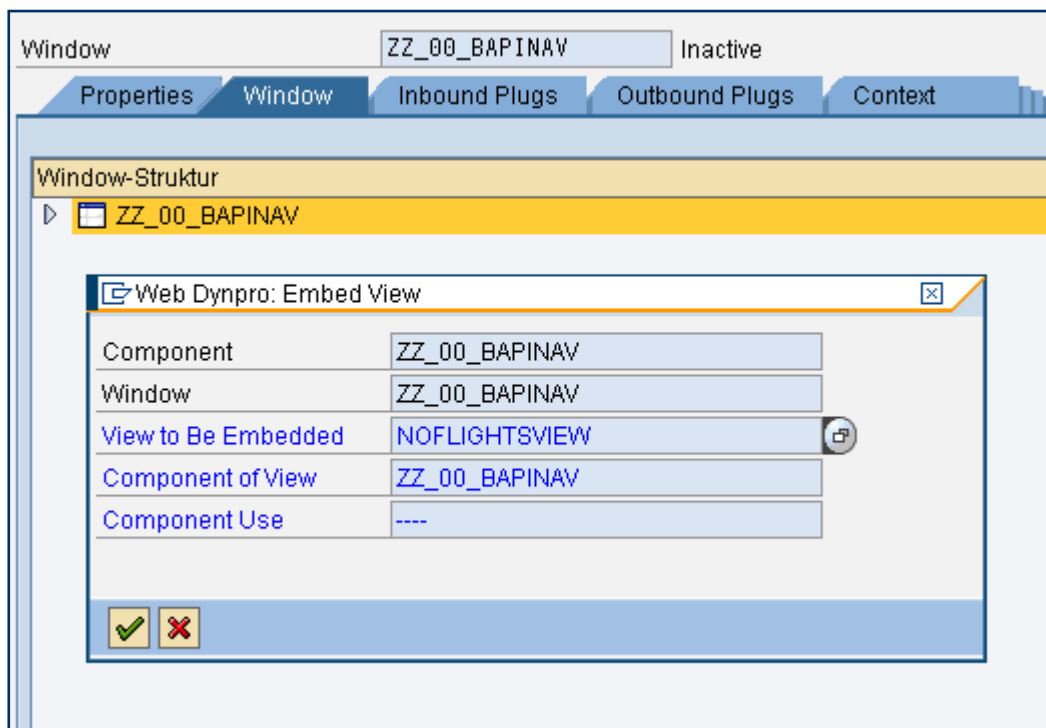 Window ZZ_00_BAPINAV Inactive
Properties Window Inbound Plugs Outbound Plugs Context
Window-Struktur
ZZ_00_BAPINAV
Web Dynpro: Embed View
Component ZZ_00_BAPINAV
Window ZZ_00_BAPINAV
View to Be Embedded NOFLIGHTSVIEW
Component of View ZZ_00_BAPINAV
Component Use ----